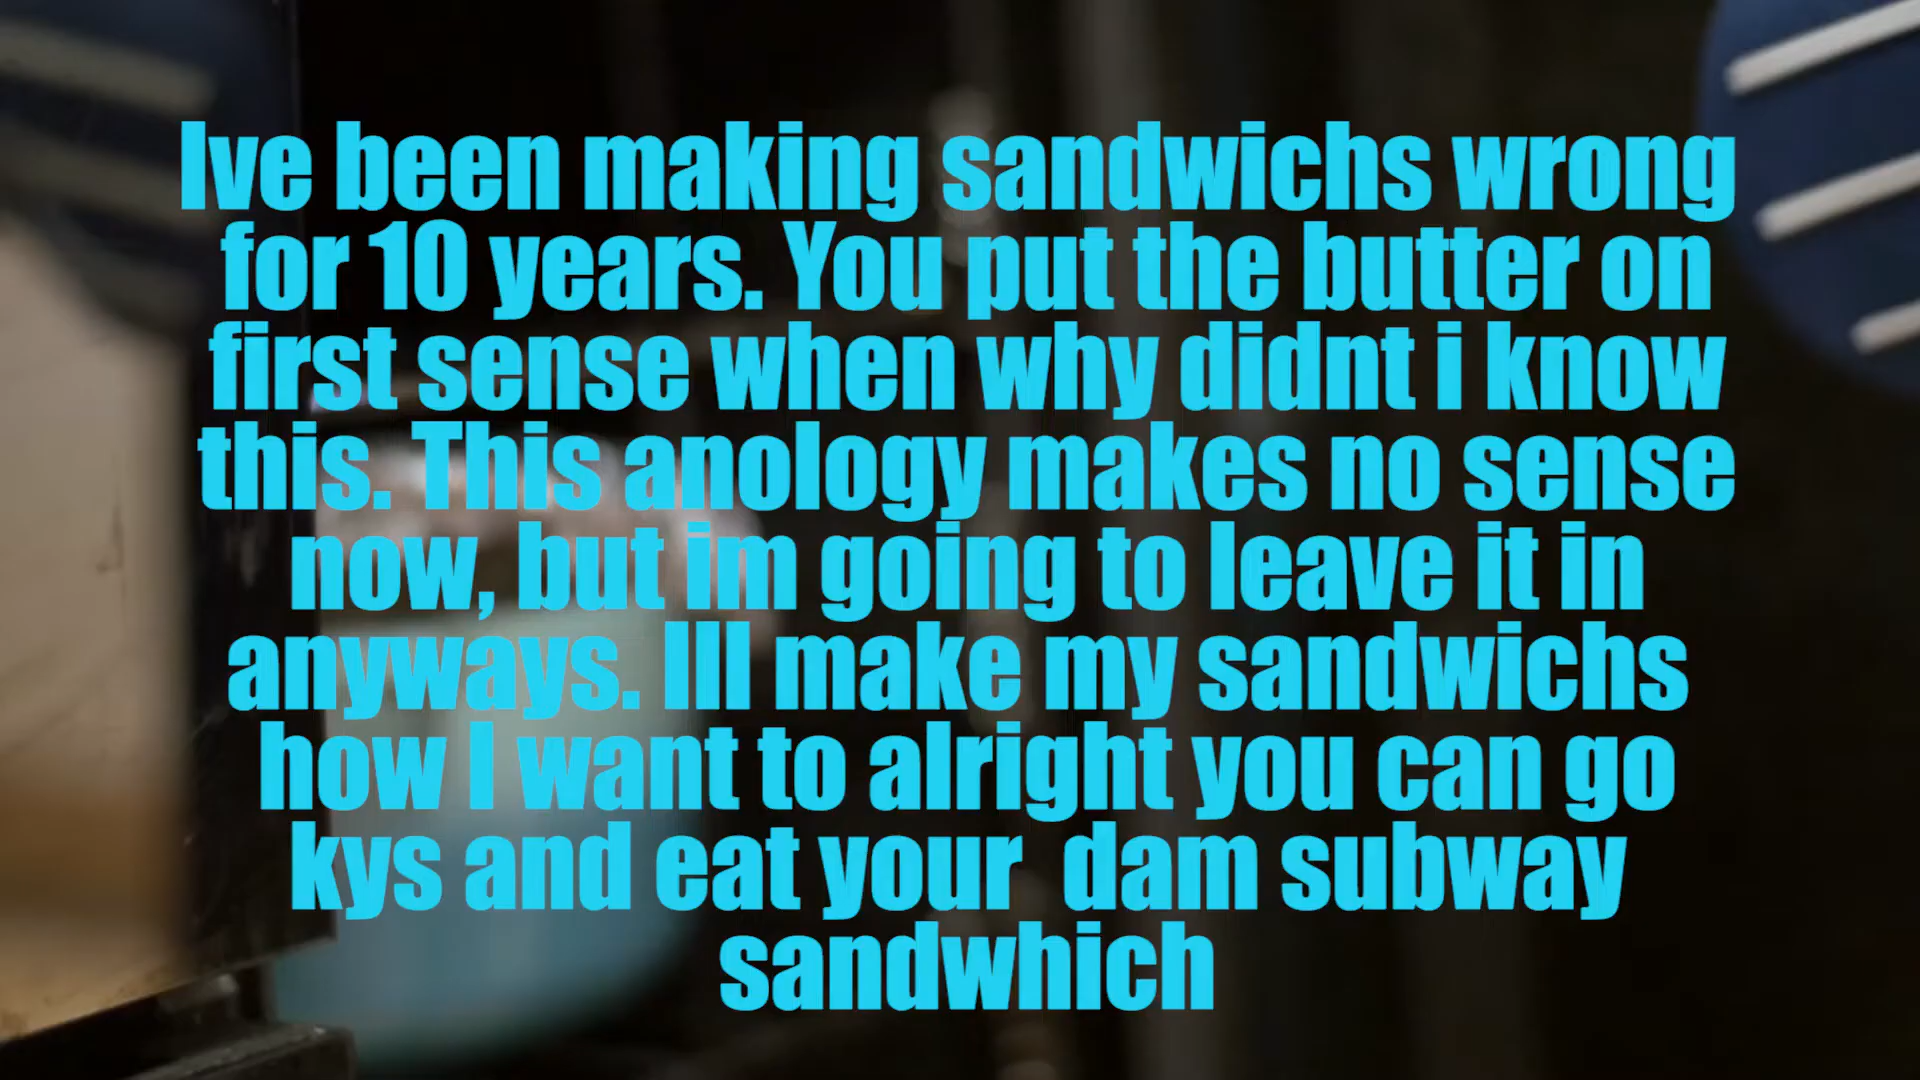 Ive been making sandwichs wrong
for 10 years. You put the butter on
first sense when why didnt i know
this. This anology makes no sense
now, but im going to leave it in
anyways. Ill make my sandwichs
how I want to alright you can go
kys and eat your  dam subway
sandwhich